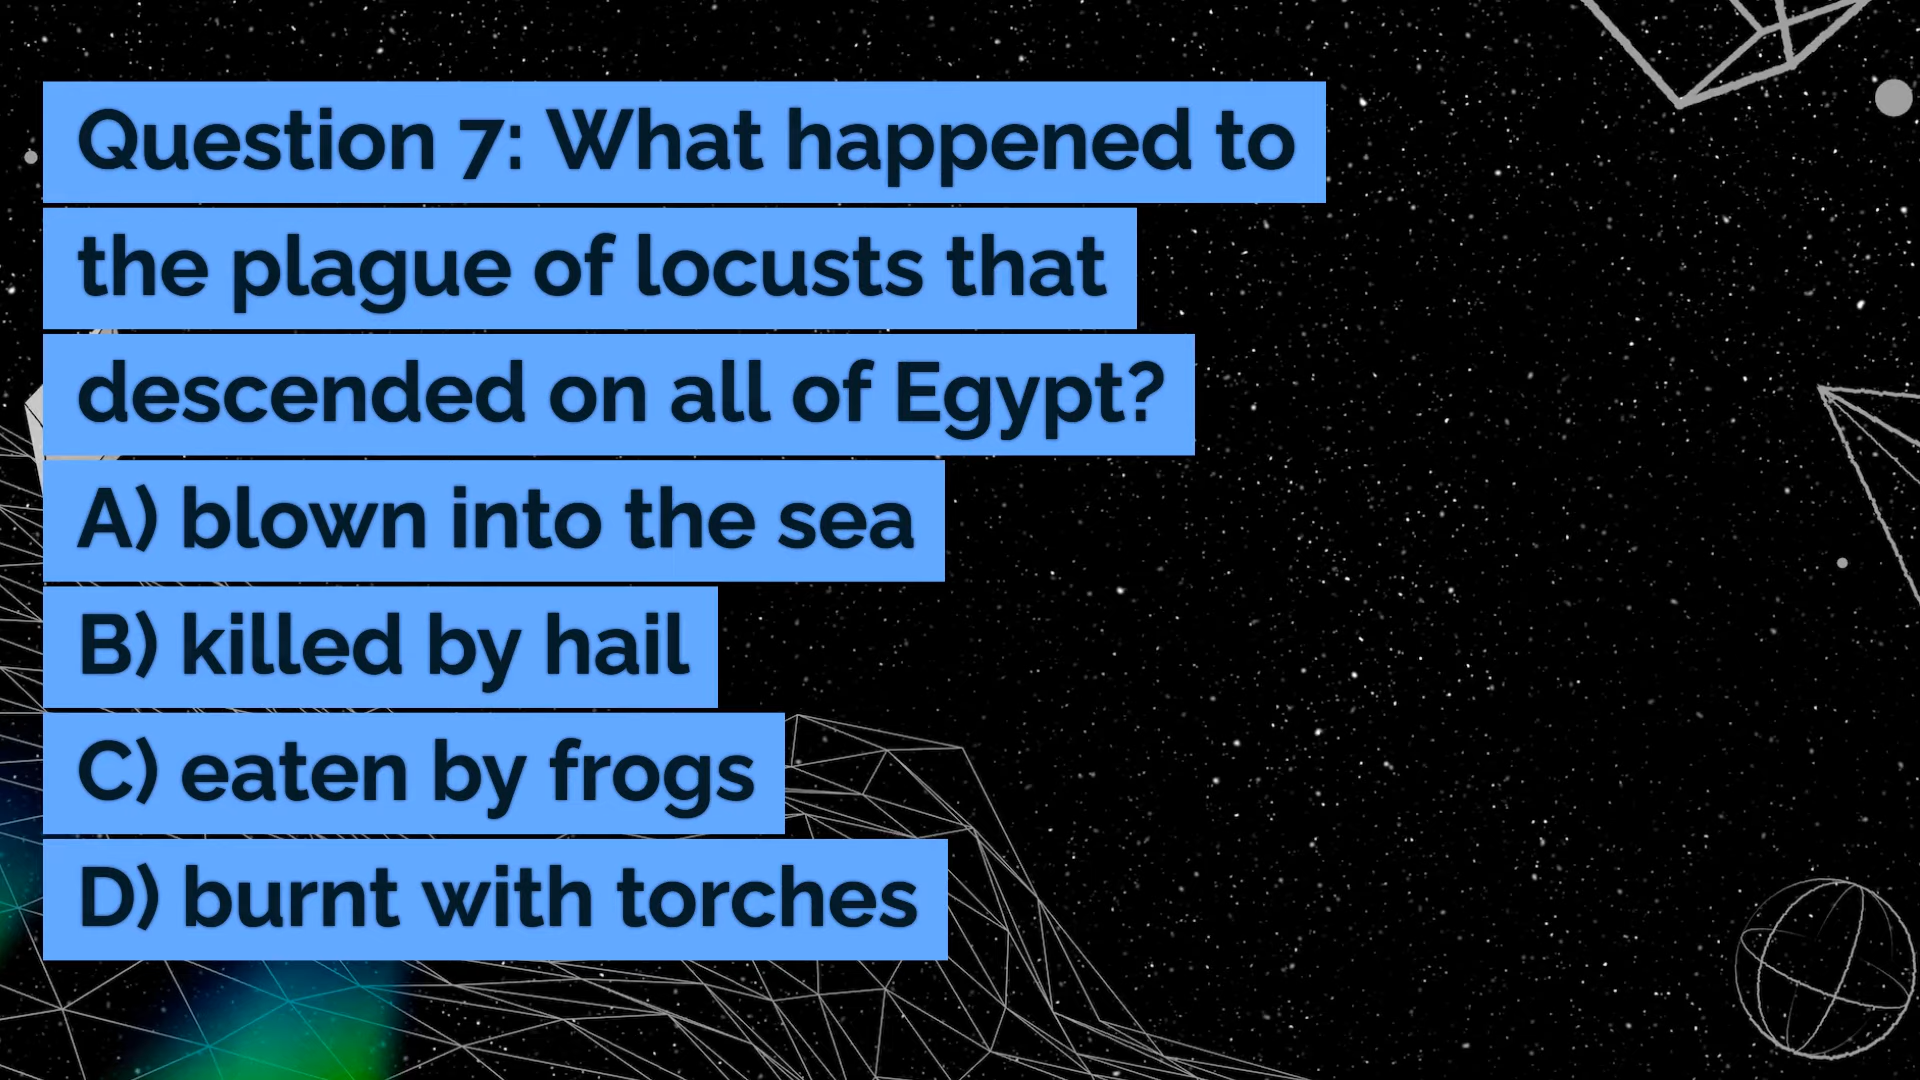 Question 7: What happened to
the plague of locusts that
descended on all of Egypt?
A) blown into the sea
B) killed by hail
C) eaten by frogs
D) burnt with torches